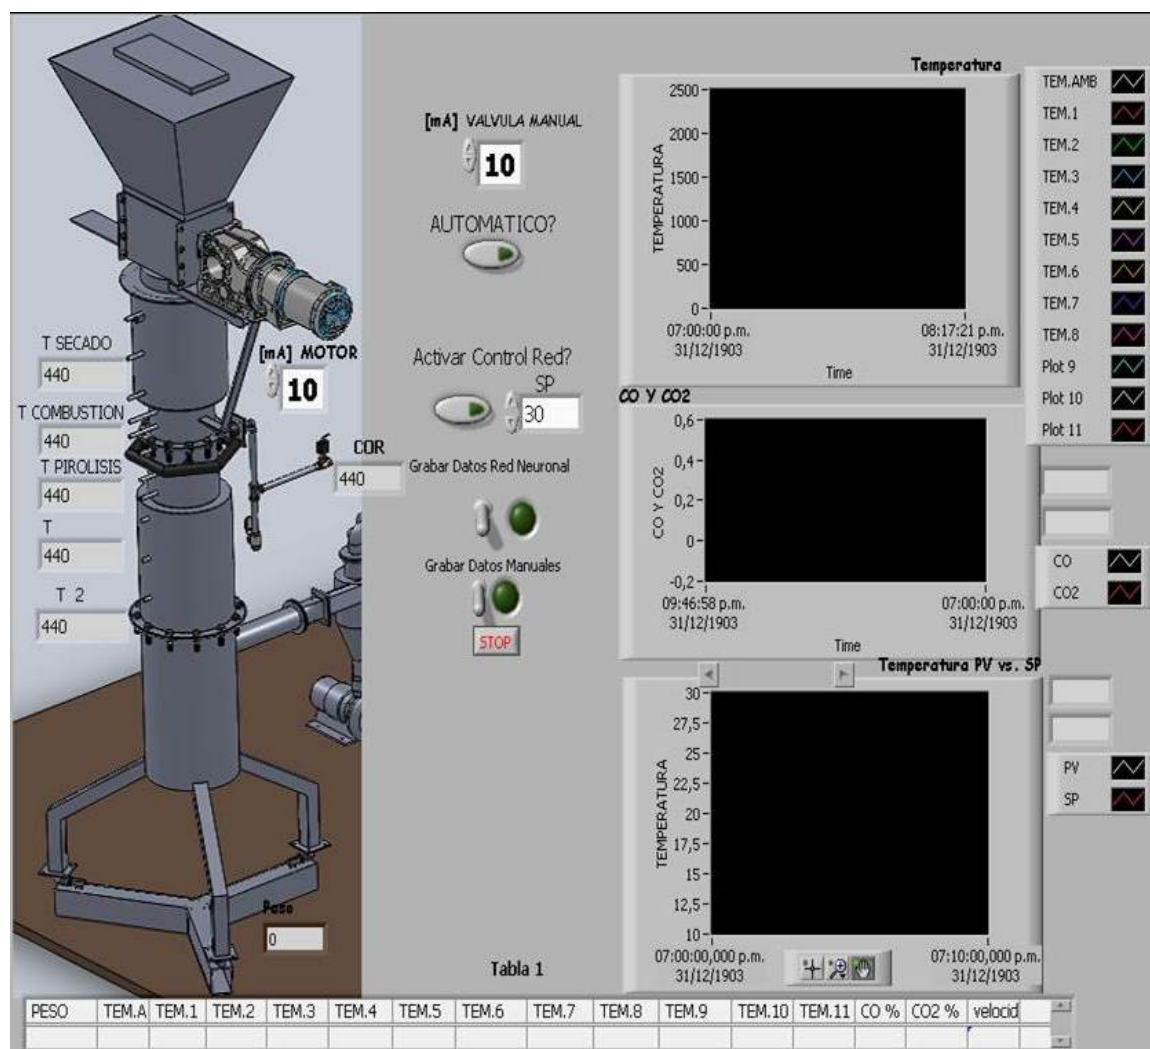 [mA] VALVULA MANUAL
10
AUTOMATICO?
T SECADO
440
[mA] MOTOR
10
T COMBUSTION
440
T PIROLISIS
440
T
440
T 2
440
COR
440
Activar Control Red?
SP
30
Grabar Datos Red Neuronal
Grabar Datos Manuales
STOP
Peso
0
Temperatura
TEMPERATURA
2500
2000
1500
1000
500
0
07:00:00 p.m.
31/12/1903
08:17:21 p.m.
31/12/1903
Time
TEM.AMB
TEM.1
TEM.2
TEM.3
TEM.4
TEM.5
TEM.6
TEM.7
TEM.8
Plot 9
Plot 10
Plot 11
CO Y CO2
CO Y CO2
0,6
0,4
0,2
0
-0,2
09:46:58 p.m.
31/12/1903
07:00:00 p.m.
31/12/1903
Time
CO
CO2
Temperatura PV vs. SP
TEMPERATURA
30
27,5
25
22,5
20
17,5
15
12,5
10
07:00:00,000 p.m.
31/12/1903
07:10:00,000 p.m.
31/12/1903
PV
SP
Tabla 1
PESO TEM.A TEM.1 TEM.2 TEM.3 TEM.4 TEM.5 TEM.6 TEM.7 TEM.8 TEM.9 TEM.10 TEM.11 CO % CO2 % velocid